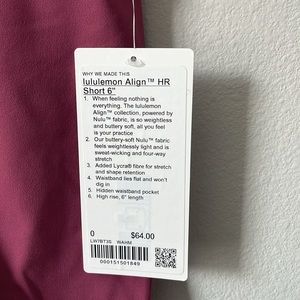 WHY WE MADE THIS
lululemon Align™ HR
Short 6"
1. When feeling nothing is
everything. The lululemon
Align™ collection, powered by
Nulu™ fabric, is so weightless
and buttery soft, all you feel
is your practice
2. Our buttery-soft Nulu™ fabric
feels weightlessly light and is
sweat-wicking and four-way
stretch
3. Added Lycra® fibre for stretch
and shape retention
4. Waistband lies flat and won't
dig in
5. Hidden waistband pocket
6. High rise, 6" length
0 $64.00
LW7BT3S WAHM
000151501849